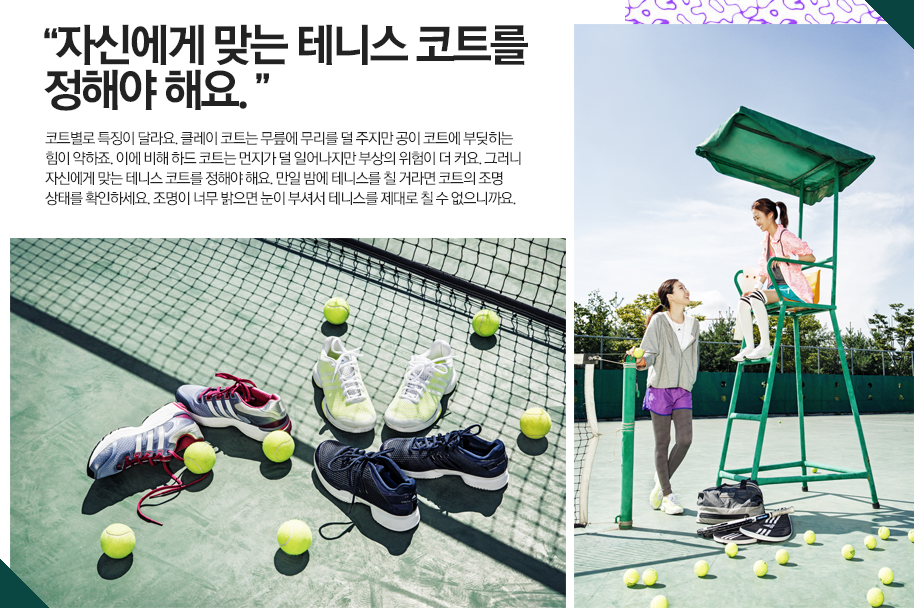 “자신에게 맞는 테니스 코트를
정해야 해요. ”
코트별로 특징이 달라요. 클레이 코트는 무릎에 무리를 덜 주지만 공이 코트에 부딪히는
힘이 약하죠. 이에 비해 하드 코트는 먼지가 덜 일어나지만 부상의 위험이 더 커요. 그러니
자신에게 맞는 테니스 코트를 정해야 해요. 만일 밤에 테니스를 칠 거라면 코트의 조명
상태를 확인하세요. 조명이 너무 밝으면 눈이 부셔서 테니스를 제대로 칠 수 없으니까요.